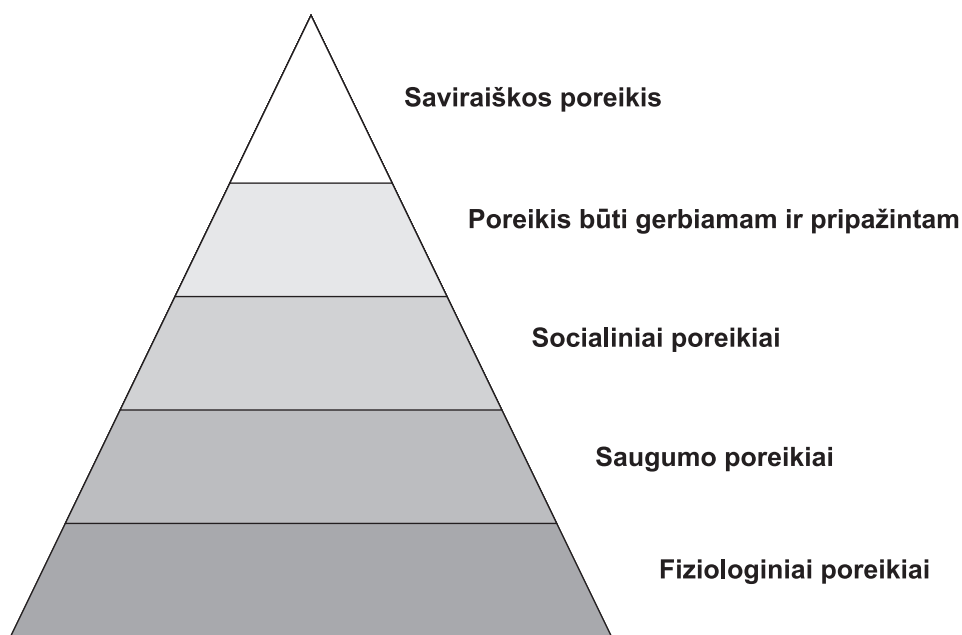 Saviraiškos poreikis
Poreikis būti gerbiamam ir pripažintam
Socialiniai poreikiai
Saugumo poreikiai
Fiziologiniai poreikiai